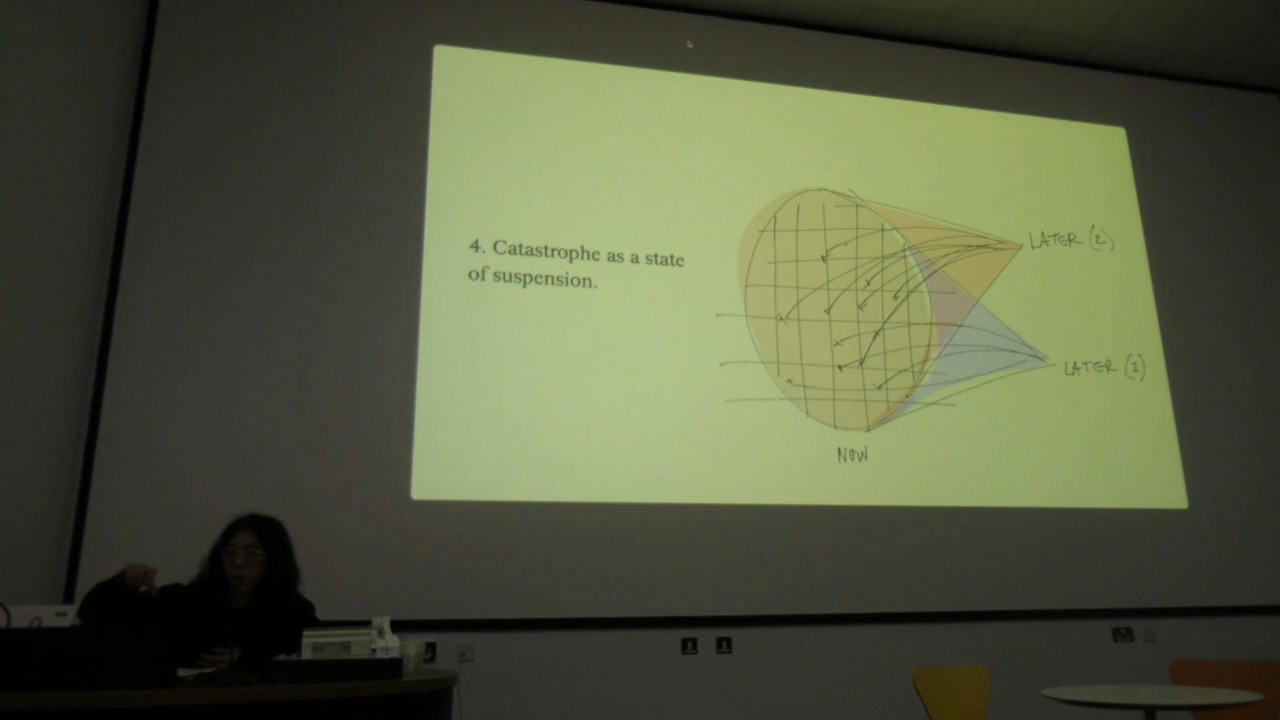 4. Catastrophe as a state
of suspension.
LATER (2)
LATER (1)
NOW